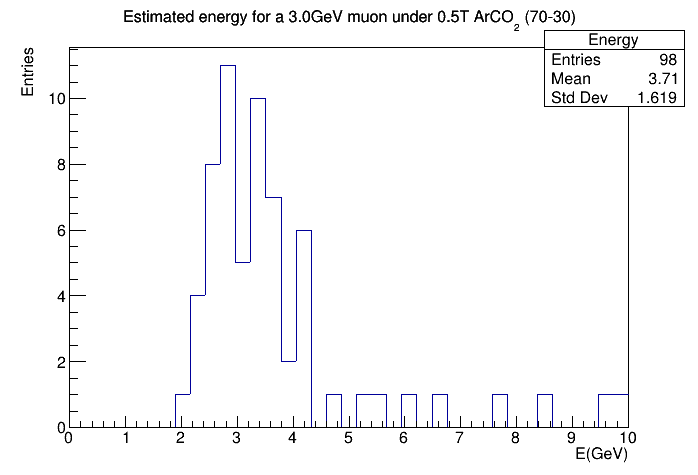 Estimated energy for a 3.0GeV muon under 0.5T ArCO2 (70-30)
Energy
Entries 98
Mean 3.71
Std Dev 1.619
Entries
10
8
6
4
2
0
0 1 2 3 4 5 6 7 8 9 10
E(GeV)